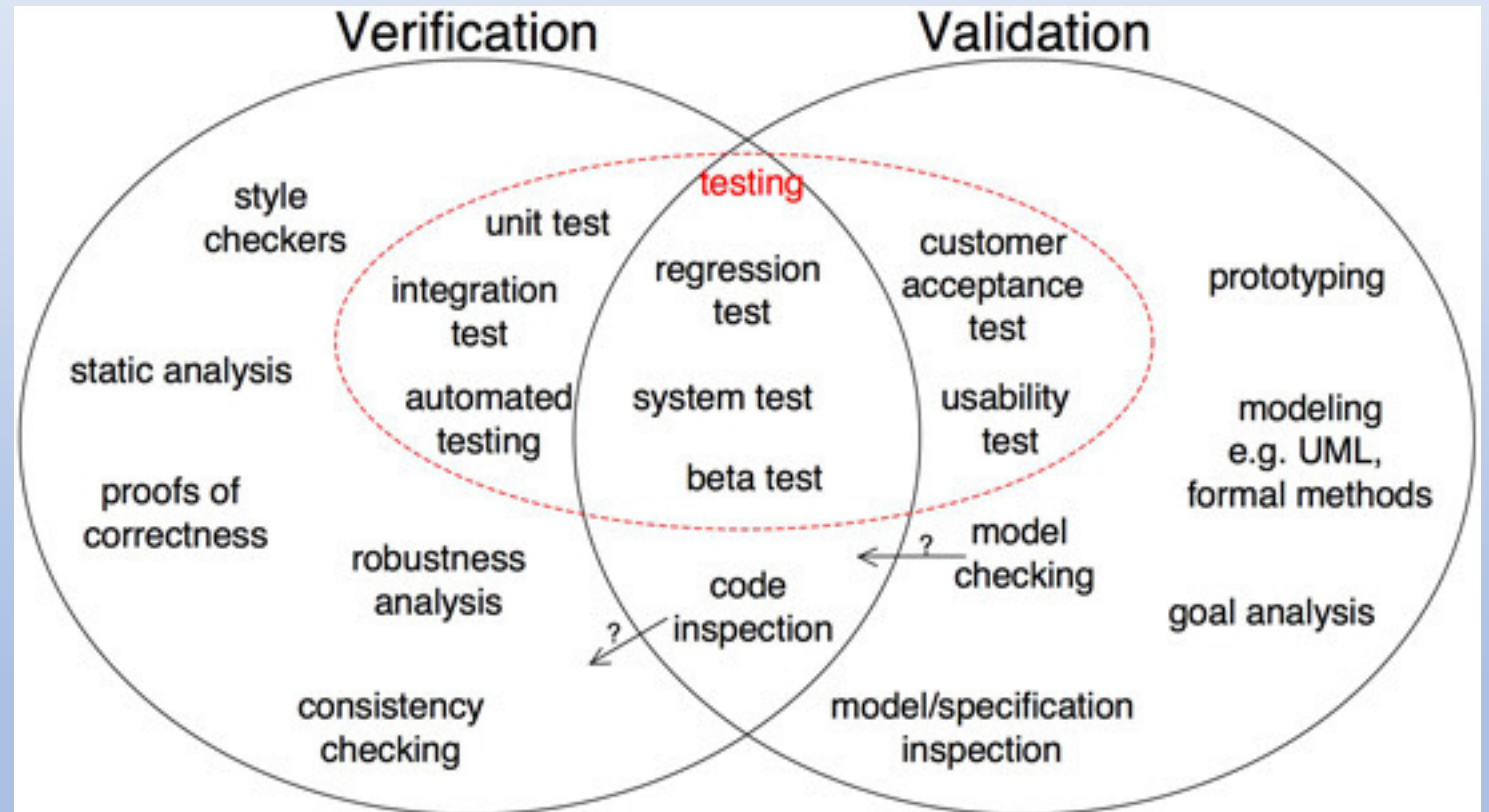 Verification
Validation
testing
style
checkers
unit test
integration
test
static analysis
automated
testing
proofs of
correctness
robustness
analysis
consistency
checking
regression
test
system test
beta test
code
inspection
?
customer
acceptance
test
usability
test
prototyping
modeling
e.g. UML,
formal methods
?
model
checking
goal analysis
model/specification
inspection